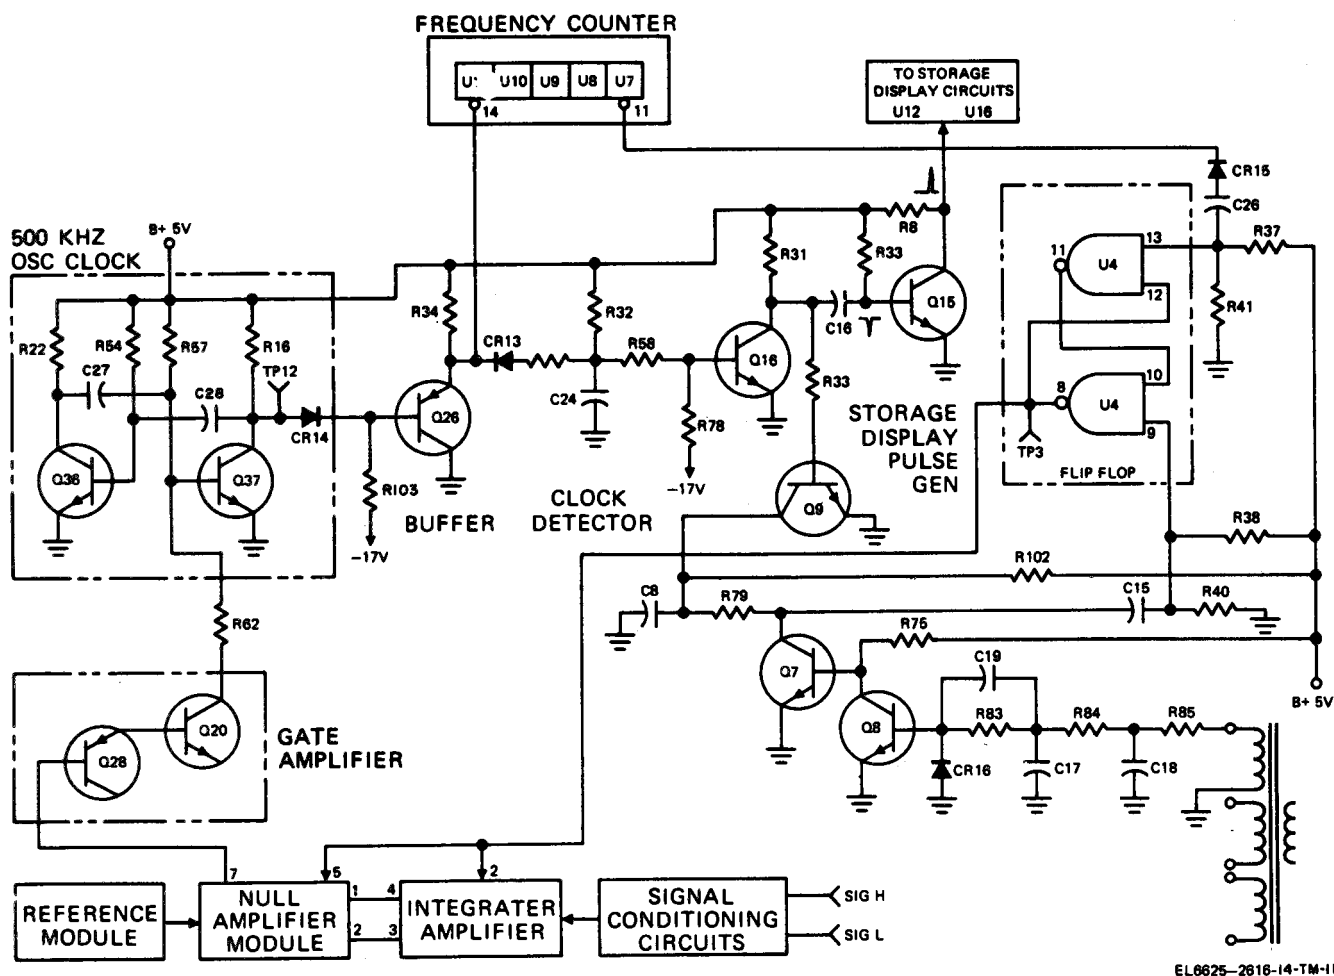 FREQUENCY COUNTER
U10 U9 U8 U7
14
11
TO STORAGE
DISPLAY CIRCUITS
U12 U16
CR15
C26
R37
R41
500 KHZ
OSC CLOCK
B+ 5V
R22
R54
R57
R16
TP12
C27
C28
CR14
Q36
Q37
R34
CR13
R32
R58
C24
Q26
R103
-17V
BUFFER
CLOCK
DETECTOR
R78
-17V
R31
R33
R8
C16
Q15
Q16
R33
Q9
STORAGE
DISPLAY
PULSE
GEN
11
U4
13
12
8
U4
10
9
TP3
FLIP FLOP
R38
R102
C8
R79
C15
R40
R75
Q7
Q8
C19
R83
R84
R85
CR16
C17
C18
B+ 5V
R62
Q20
Q28
GATE
AMPLIFIER
7
5
1
4
2
3
2
REFERENCE
MODULE
NULL
AMPLIFIER
MODULE
INTEGRATER
AMPLIFIER
SIGNAL
CONDITIONING
CIRCUITS
SIG H
SIG L